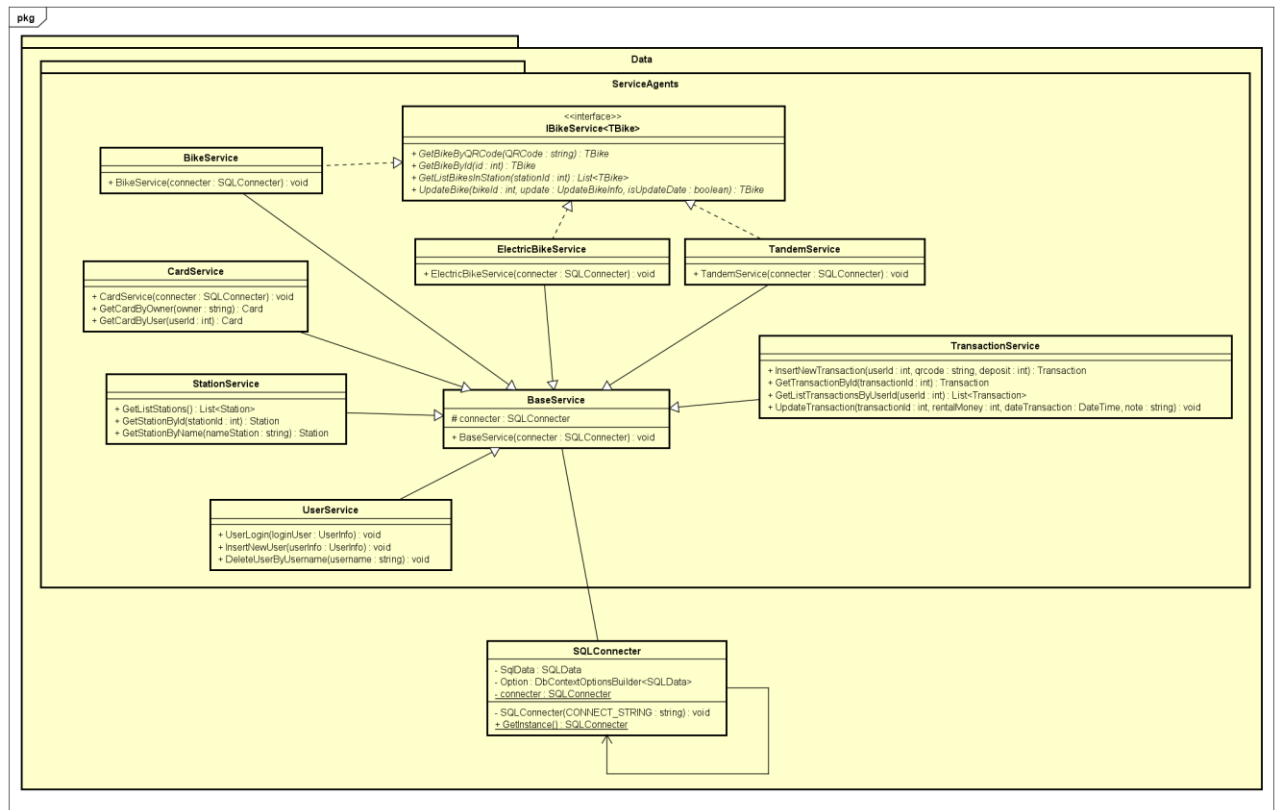 pkg
Data
ServiceAgents
<<interface>>
IBikeService<TBike>
+ GetBikeByQRCode(QRCode : string) : TBike
+ GetBikeById(id : int) : TBike
+ GetListBikesInStation(stationId : int) : List<TBike>
+ UpdateBike(bikeId : int, update : UpdateBikeInfo, isUpdateDate : boolean) : TBike
BikeService
+ BikeService(connecter : SQLConnecter) : void
ElectricBikeService
+ ElectricBikeService(connecter : SQLConnecter) : void
TandemService
+ TandemService(connecter : SQLConnecter) : void
CardService
+ CardService(connecter : SQLConnecter) : void
+ GetCardByOwner(owner : string) : Card
+ GetCardByUser(userId : int) : Card
TransactionService
+ InsertNewTransaction(userId : int, qrcode : string, deposit : int) : Transaction
+ GetTransactionById(transactionId : int) : Transaction
+ GetListTransactionsByUserId(userId : int) : List<Transaction>
+ UpdateTransaction(transactionId : int, rentalMoney : int, dateTransaction : DateTime, note : string) : void
StationService
+ GetListStations() : List<Station>
+ GetStationById(stationId : int) : Station
+ GetStationByName(nameStation : string) : Station
BaseService
# connecter : SQLConnecter
+ BaseService(connecter : SQLConnecter) : void
UserService
+ UserLogin(loginUser : UserInfo) : void
+ InsertNewUser(userInfo : UserInfo) : void
+ DeleteUserByUsername(username : string) : void
SQLConnecter
- SqlData : SQLData
- Option : DbContextOptionsBuilder<SQLData>
- connecter : SQLConnecter
- SQLConnecter(CONNECT_STRING : string) : void
+ GetInstance() : SQLConnecter